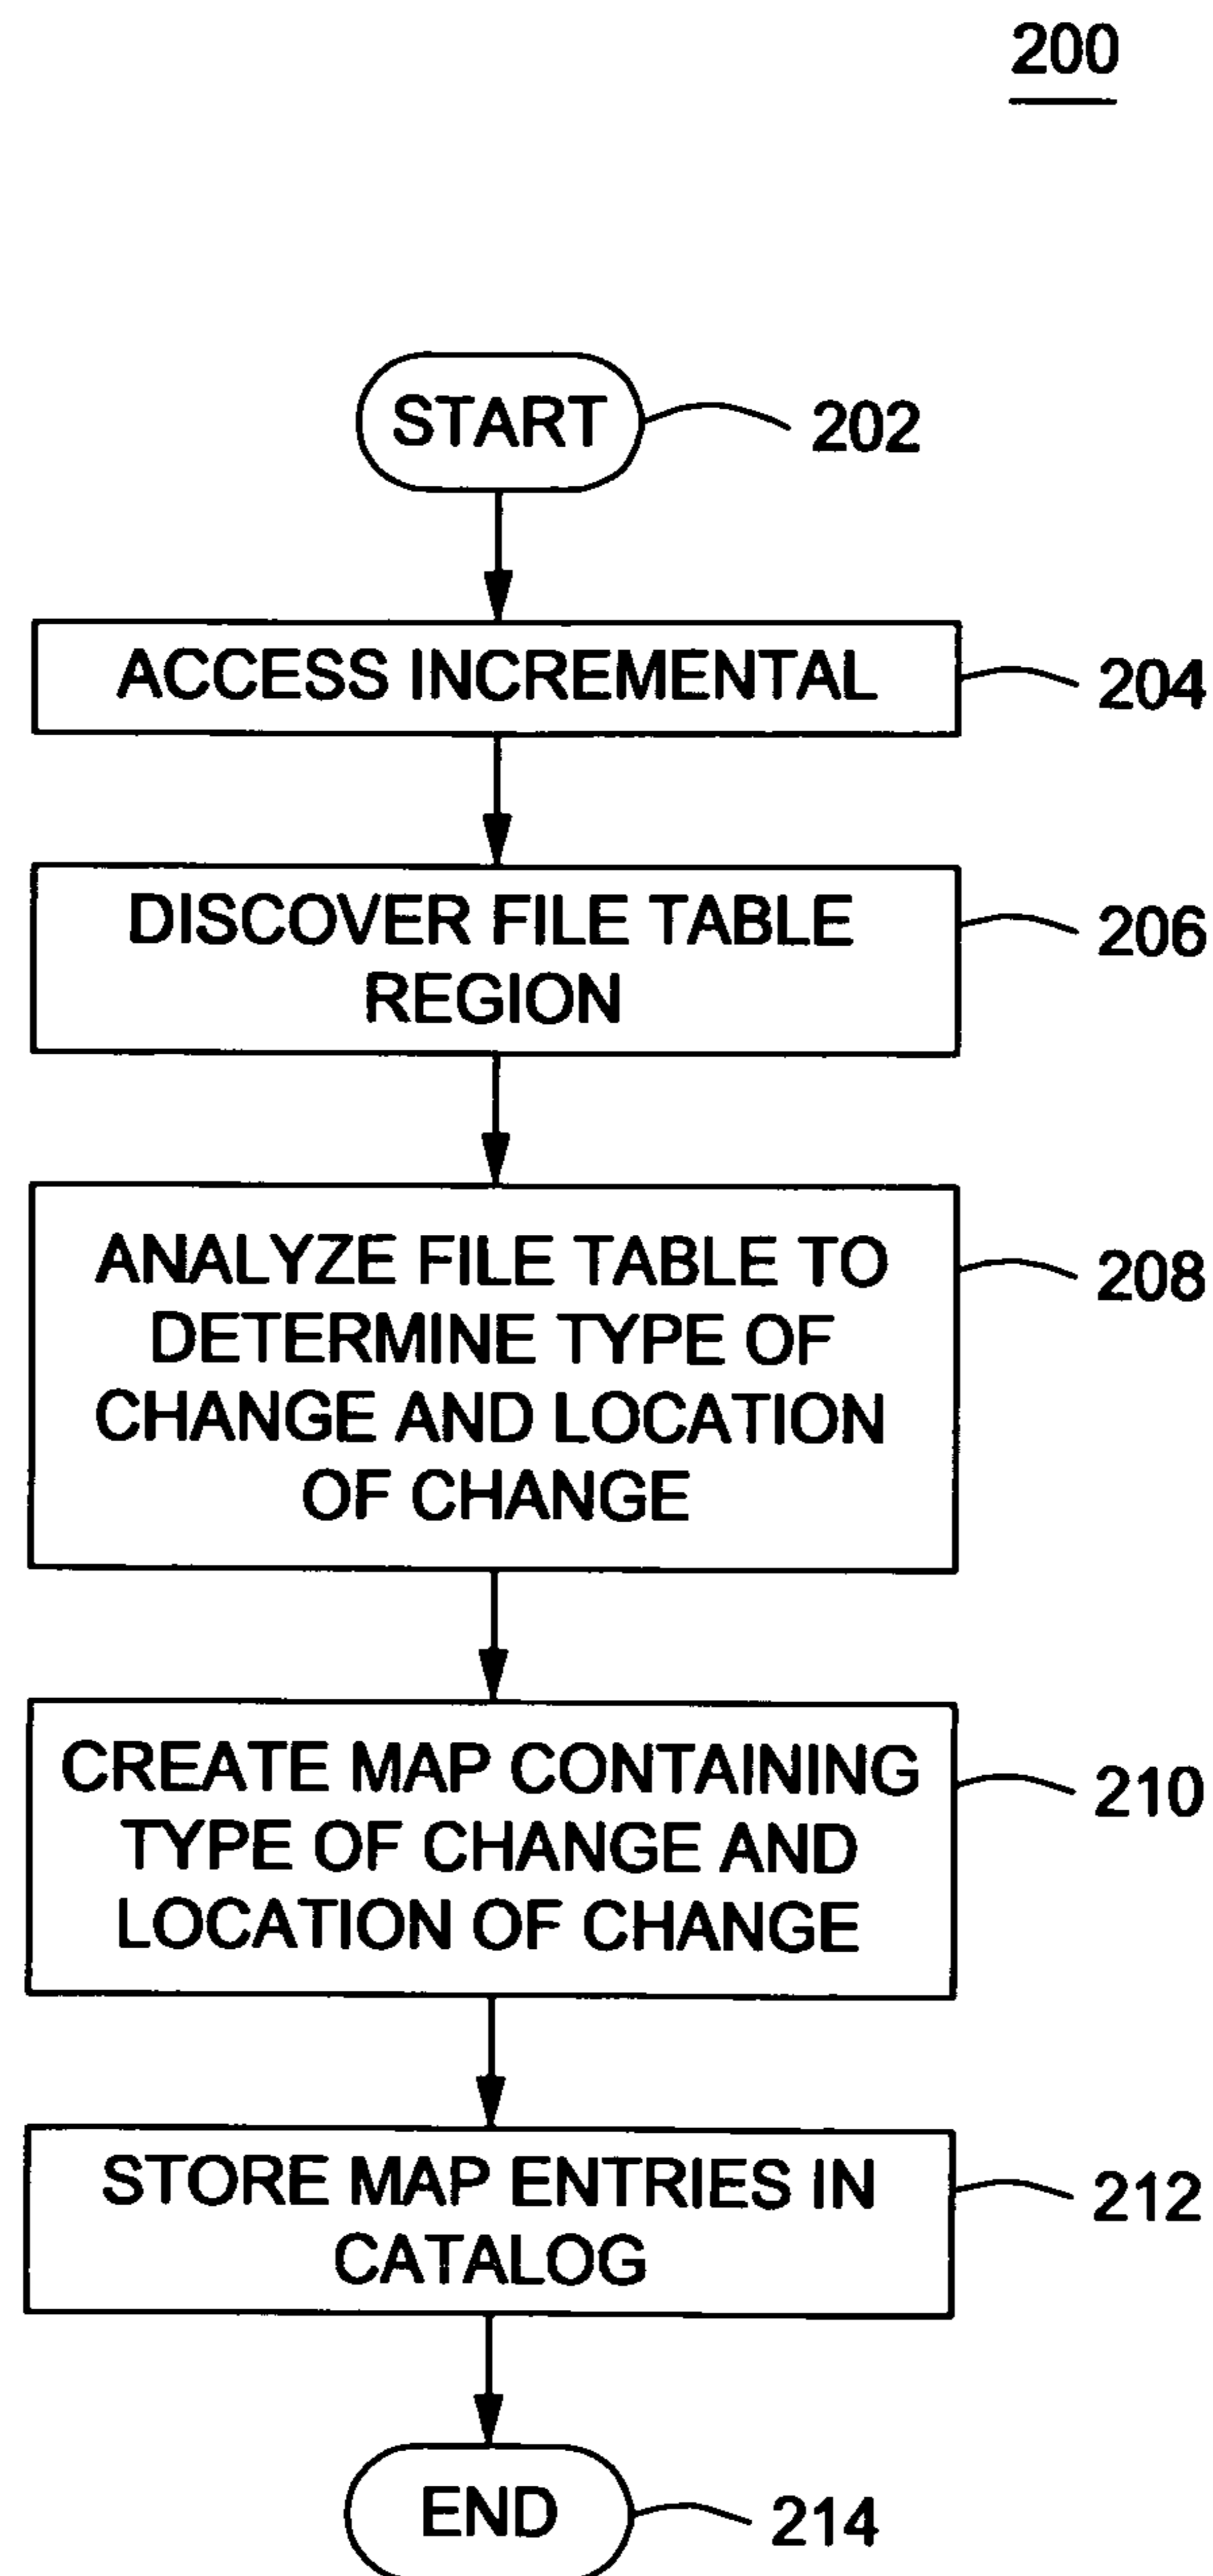 200
START
202
ACCESS INCREMENTAL
204
DISCOVER FILE TABLE
REGION
206
ANALYZE FILE TABLE TO
DETERMINE TYPE OF
CHANGE AND LOCATION
OF CHANGE
208
CREATE MAP CONTAINING
TYPE OF CHANGE AND
LOCATION OF CHANGE
210
STORE MAP ENTRIES IN
CATALOG
212
END
214